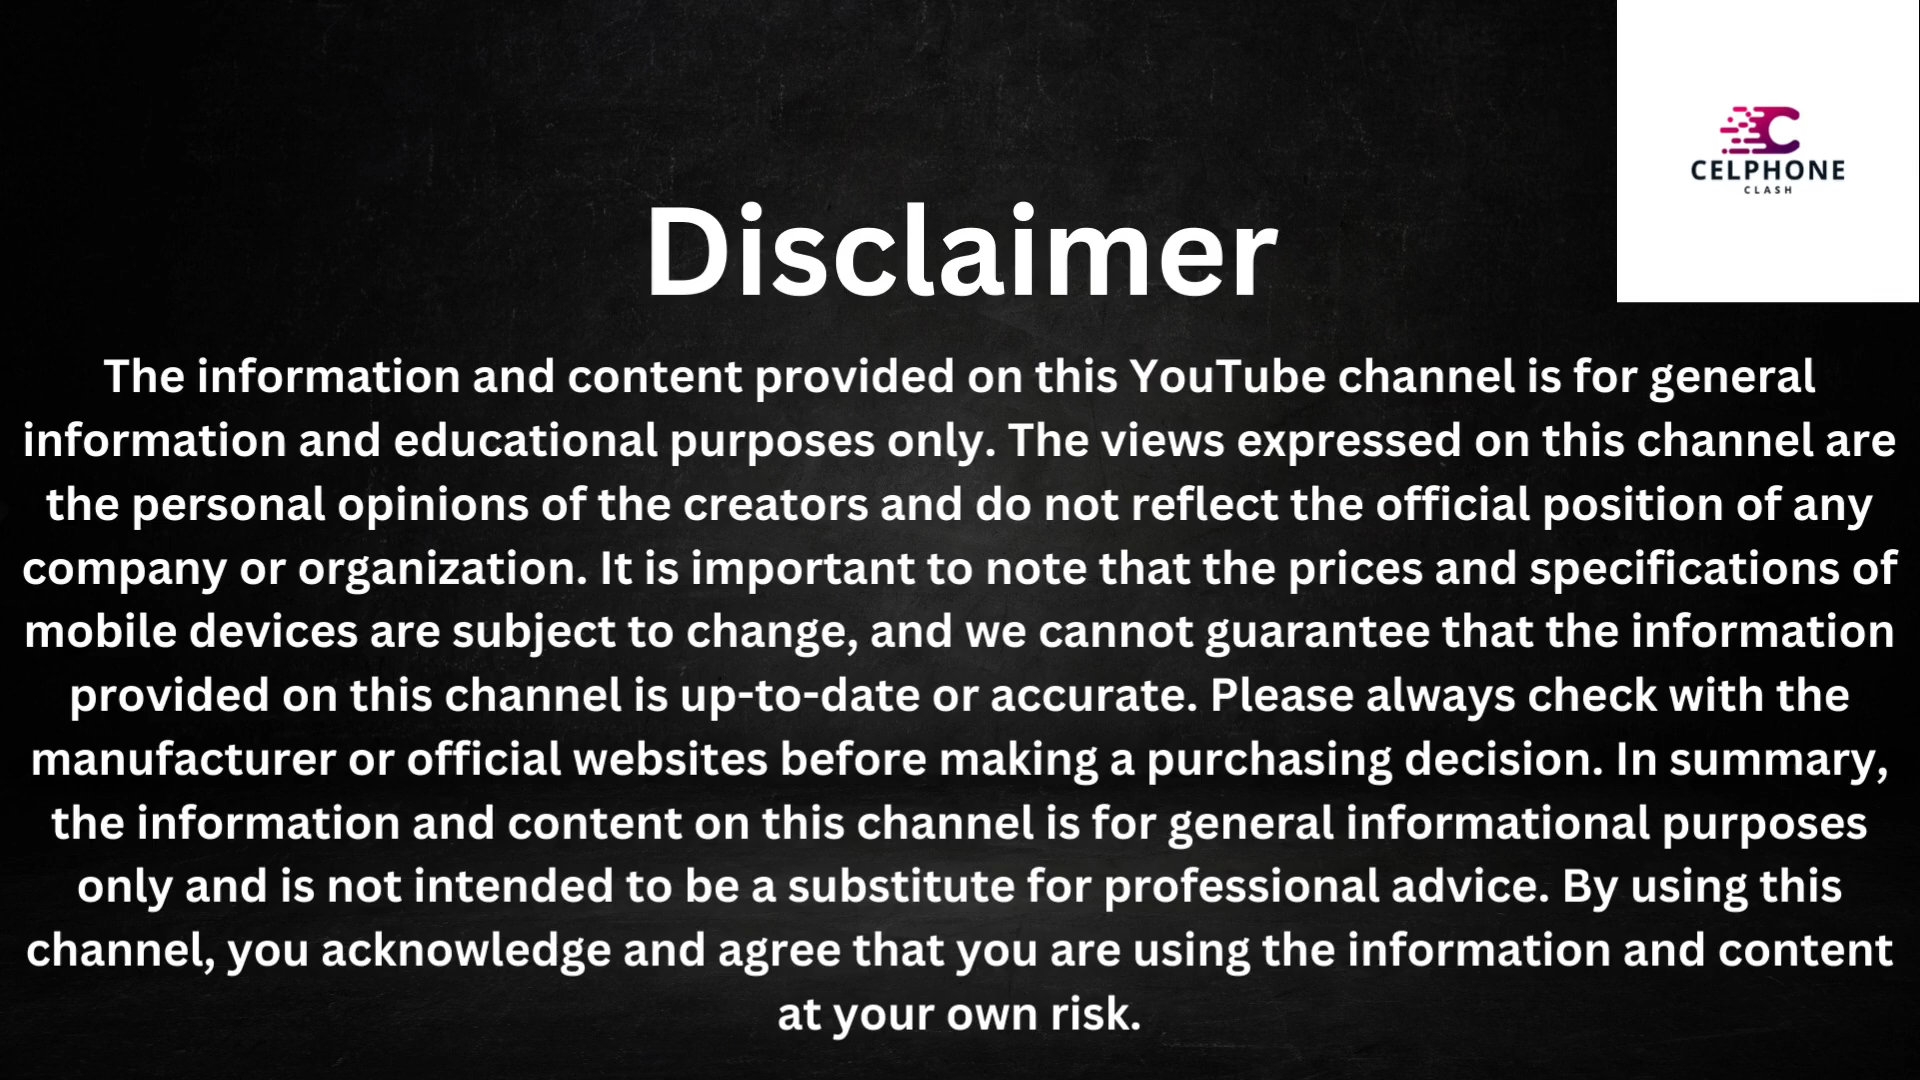 CELPHONE
CLASH
Disclaimer
The information and content provided on this YouTube channel is for general
information and educational purposes only. The views expressed on this channel are
the personal opinions of the creators and do not reflect the official position of any
company or organization. It is important to note that the prices and specifications of
mobile devices are subject to change, and we cannot guarantee that the information
provided on this channel is up-to-date or accurate. Please always check with the
manufacturer or official websites before making a purchasing decision. In summary,
the information and content on this channel is for general informational purposes
only and is not intended to be a substitute for professional advice. By using this
channel, you acknowledge and agree that you are using the information and content
at your own risk.